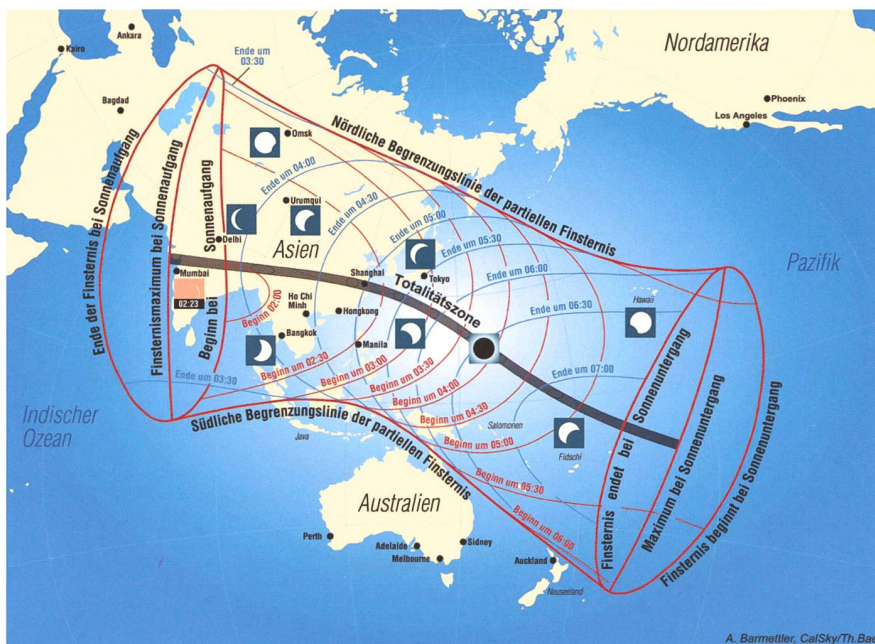 Ankara
Kairo
Bagdad
Ende um
03:30
Nordamerika
Phoenix
Los Angeles
Omsk
Nördliche Begrenzungslinie der partiellen Finsternis
Ende der Finsternis bei Sonnenaufgang
Finsternismaximum bei Sonnenaufgang
Beginn bei Sonnenaufgang
Ende um 04:00
Ende um 04:30
Ende um 05:00
Ende um 05:30
Ende um 06:00
Ende um 06:30
Ende um 07:00
Urumqui
Delhi
Asien
Shanghai
Tokyo
Totalitätszone
Pazifik
Hawaii
Mumbai
02:23
Beginn um 02:00
Ho Chi
Minh
Hongkong
Bangkok
Manila
Beginn um 02:30
Beginn um 03:00
Beginn um 03:30
Beginn um 04:00
Beginn um 04:30
Beginn um 05:00
Beginn um 05:30
Beginn um 06:00
Ende um 03:30
Indischer
Ozean
Südliche Begrenzungslinie der partiellen Finsternis
Java
Salomonen
Fidschi
Finsternis endet bei Sonnenuntergang
Maximum bei Sonnenuntergang
Finsternis beginnt bei Sonnenuntergang
Australien
Perth
Adelaide
Melbourne
Sidney
Auckland
Neuseeland
A. Barmettler, CalSky/Th.Bae